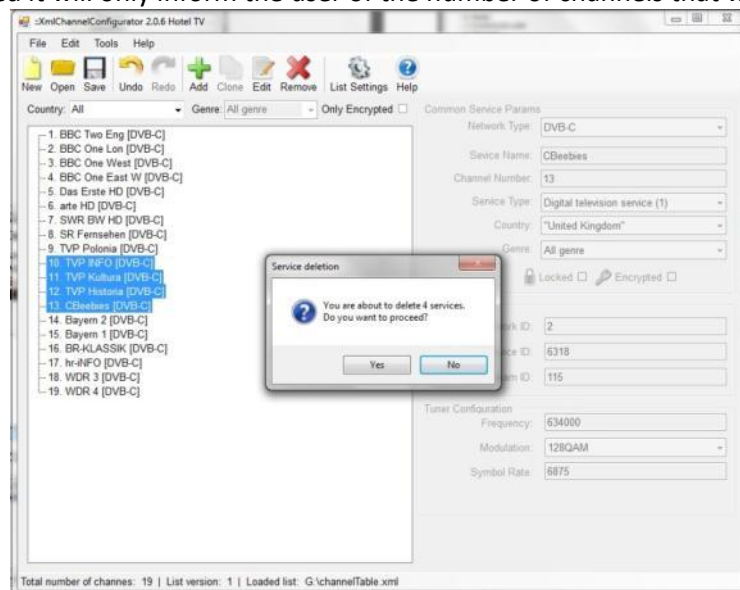 it will only inform the user of the number of channels that
::XmlChannelConfigurator 2.0.6 Hotel TV
File Edit Tools Help
New Open Save Undo Redo Add Clone Edit Remove List Settings Help
Country: All Genre: All genre Only Encrypted
1. BBC Two Eng [DVB-C]
2. BBC One Lon [DVB-C]
3. BBC One West [DVB-C]
4. BBC One East W [DVB-C]
5. Das Erste HD [DVB-C]
6. arte HD [DVB-C]
7. SWR BW HD [DVB-C]
8. SR Fernsehen [DVB-C]
9. TVP Polonia [DVB-C]
10. TVP INFO [DVB-C]
11. TVP Kultura [DVB-C]
12. TVP Historia [DVB-C]
13. CBeebies [DVB-C]
14. Bayern 2 [DVB-C]
15. Bayern 1 [DVB-C]
16. BR-KLASSIK [DVB-C]
17. hr-iNFO [DVB-C]
18. WDR 3 [DVB-C]
19. WDR 4 [DVB-C]
Common Service Params
Network Type: DVB-C
Sevice Name: CBeebies
Channel Number: 13
Service Type: Digital television service (1)
Country: "United Kingdom"
Genre: All genre
Locked Encrypted
Service deletion
You are about to delete 4 services.
Do you want to proceed?
Yes No
ork ID: 2
ice ID: 6318
am ID: 115
Tuner Configuration
Frequency: 634000
Modulation: 128QAM
Symbol Rate: 6875
Total number of channes: 19 | List version: 1 | Loaded list: G:\channelTable.xml